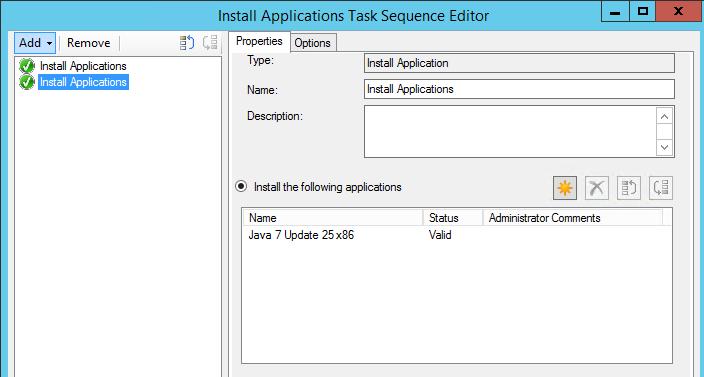 Install Applications Task Sequence Editor
Add Remove
Install Applications
Install Applications
Properties Options
Type: Install Application
Name: Install Applications
Description:
Install the following applications
Name Status Administrator Comments
Java 7 Update 25 x86 Valid